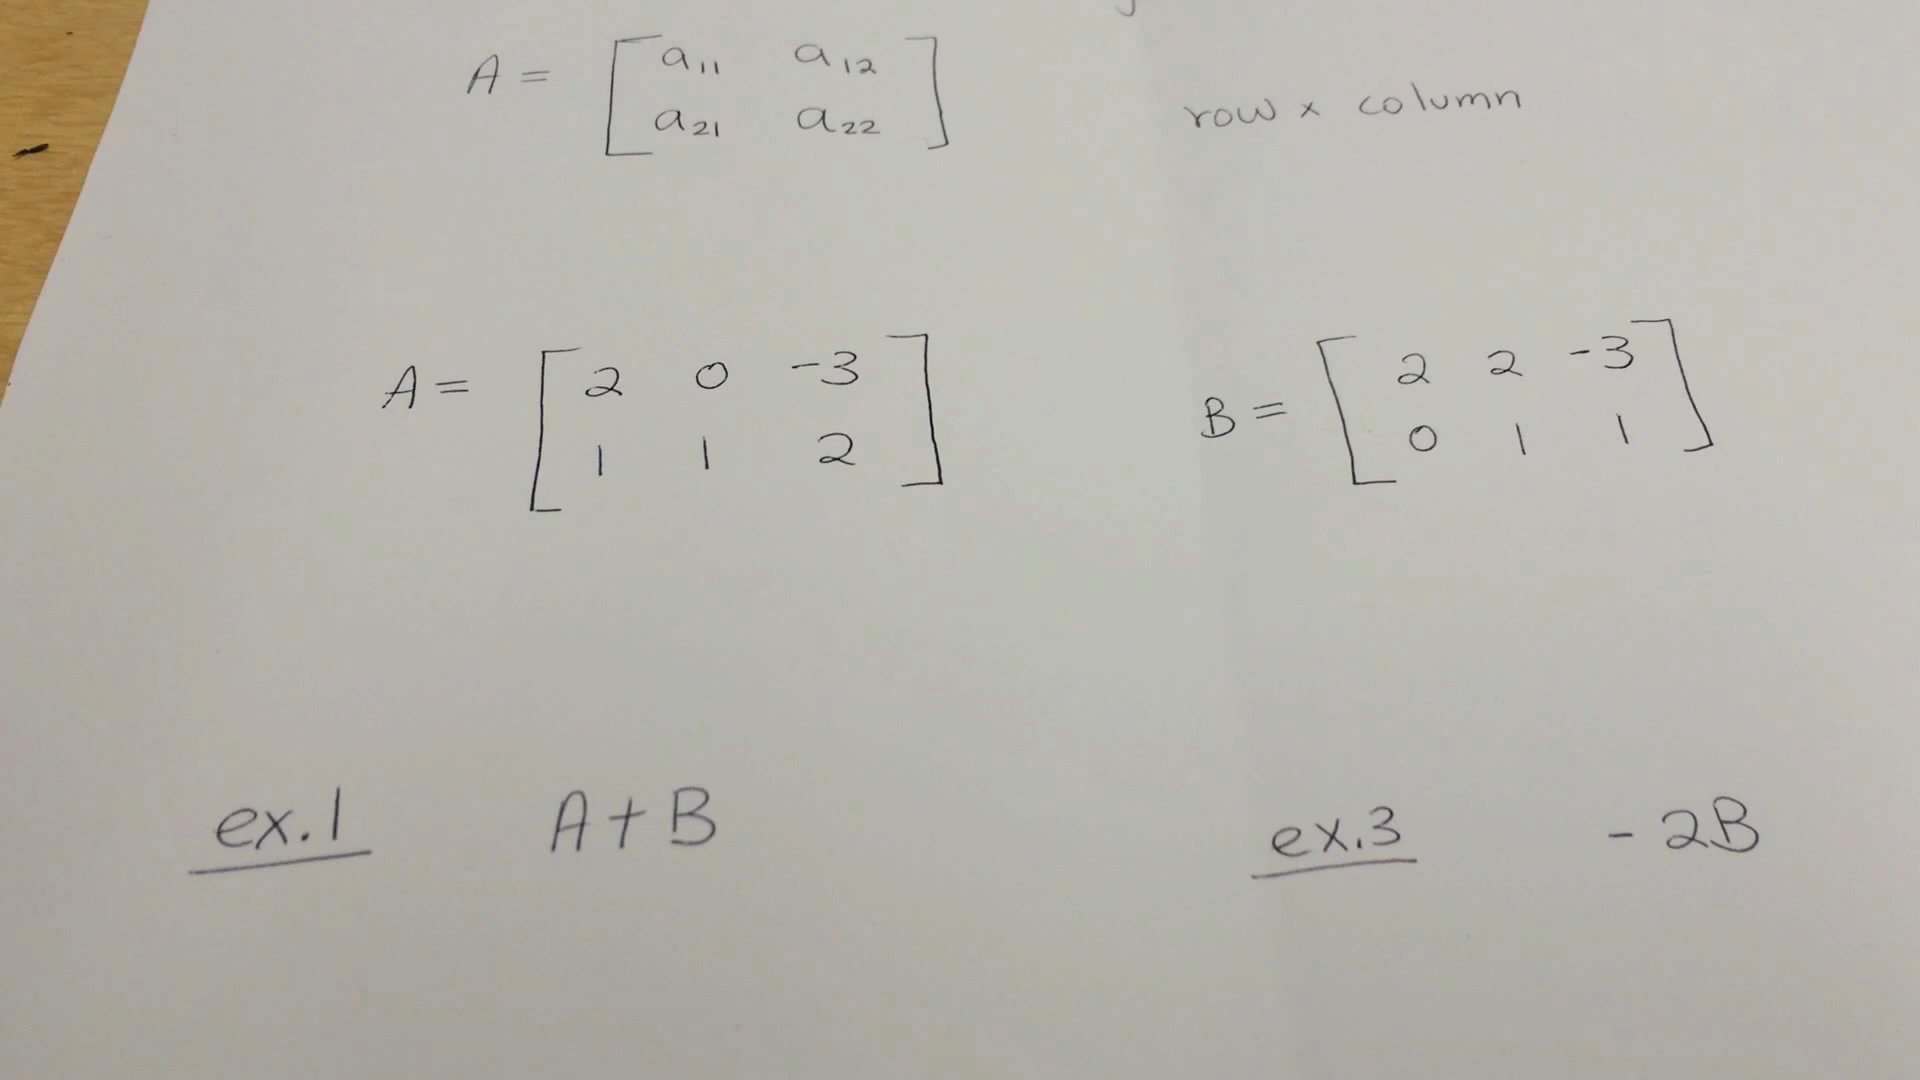 A = [ a11 a12
a21 a22 ]
row x column
A = [ 2 0 -3
1 1 2 ]
B = [ 2 2 -3
0 1 1 ]
ex.1 A+B
ex.3 -2B